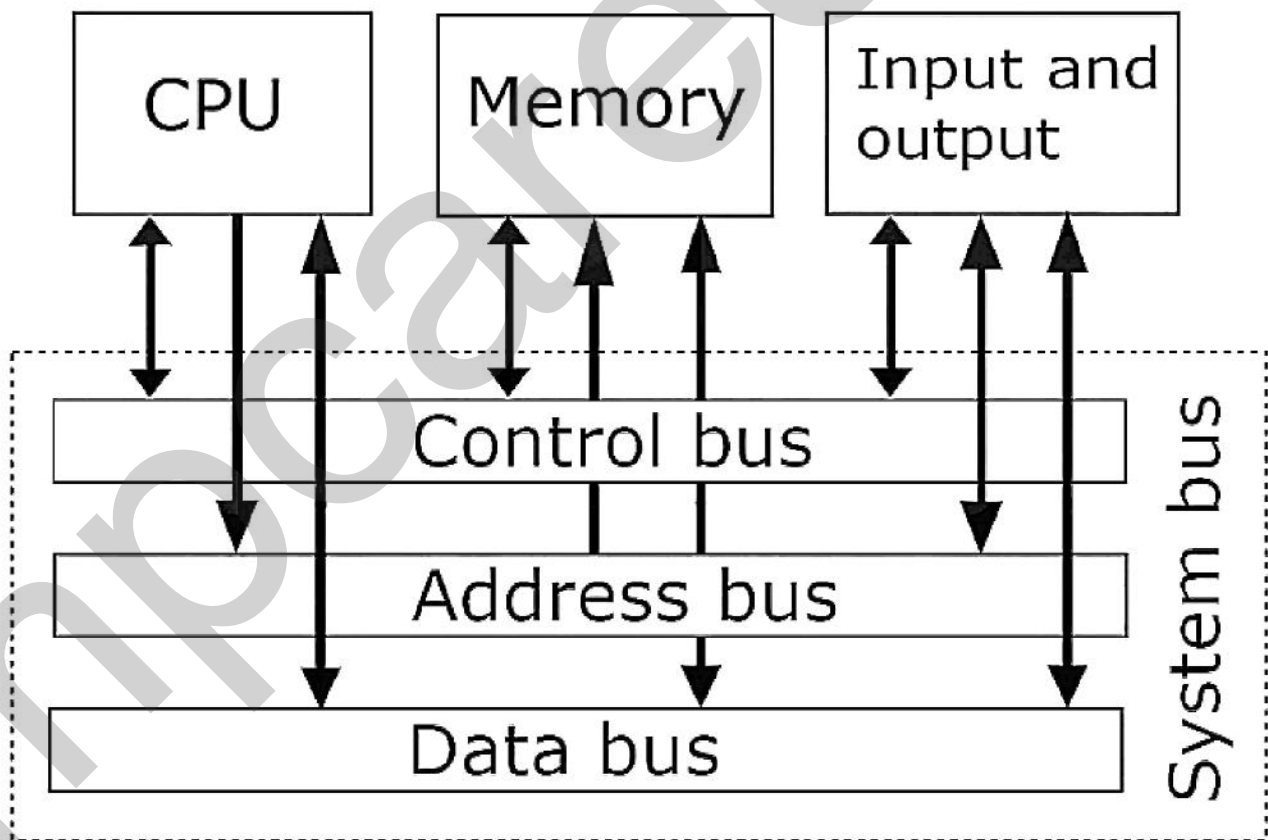 CPU
Memory
Input and
output
Control bus
Address bus
Data bus
System bus